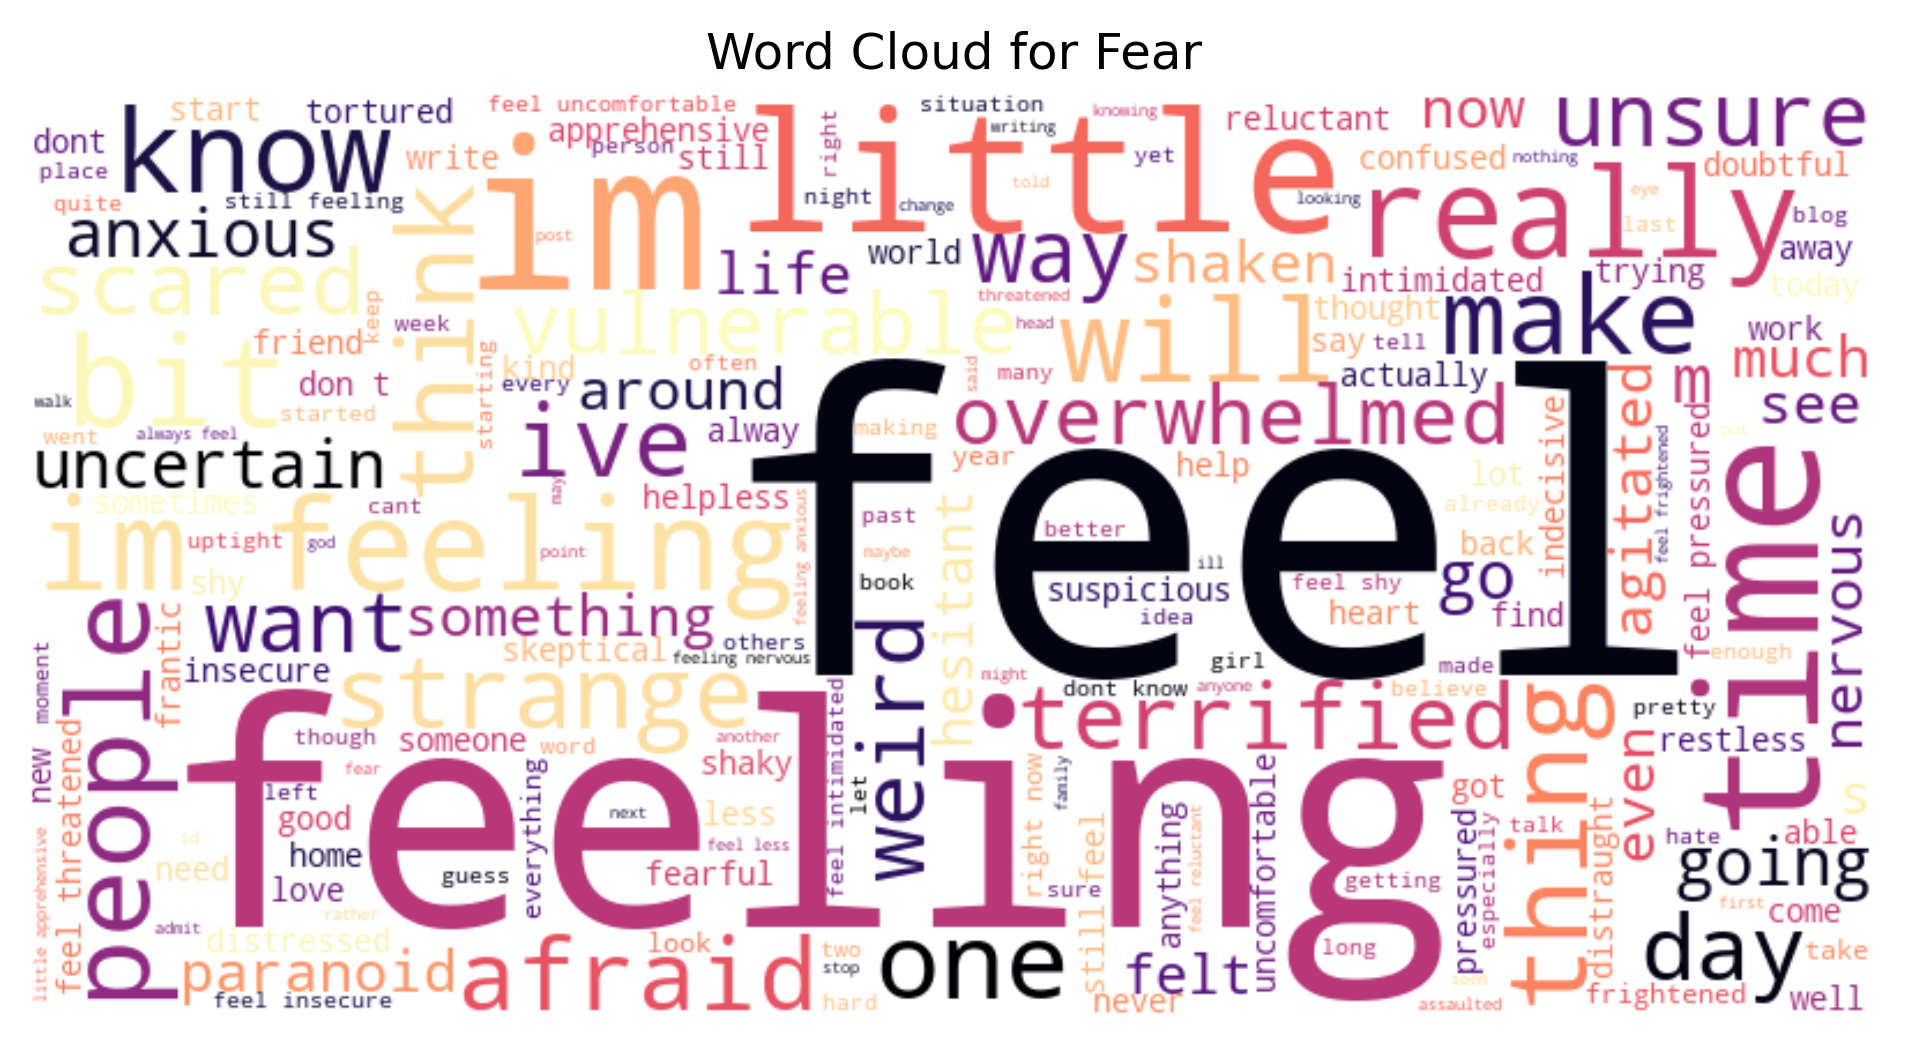 Word Cloud for Fear
start
tortured
feel uncomfortable
situation
knowing
reluctant
now
unsure
dont
know
apprehensive
right
little
writing
place
write
im
person
still
yet
confused
nothing
doubtful
quite
still feeling
night
change
told
looking
really
eye
last
blog
anxious
think
post
life
world
way
shaken
intimidated
trying
away
scared
keep
vulnerable
threatened
will
thought
make
today
friend
week
head
say
tell
work
much
bit
don t
starting
kind
often
said
many
actually
m
walk
started
every
around
feel
overwhelmed
agitated
see
went
always feel
ive
alway
making
indecisive
feel pressured
put
uncertain
year
help
lot
feel frightened
time
sometimes
cant
may
helpless
feeling anxious
past
hesitant
better
already
im feeling
uptight
god
point
maybe
ill
back
nervous
shy
book
suspicious
feel shy
go
people
frantic
want
something
idea
heart
find
others
weird
moment
insecure
skeptical
feeling nervous
girl
made
enough
strange
might
dont know
anyone
believe
thing
pretty
new
feel threatened
though
someone
word
another
feel intimidated
terrified
restless
feeling
fear
shaky
let
right now
family
uncomfortable
got
even
s
left
everything
next
less
anything
feel reluctant
pressured
especially
talk
distraught
hate
able
little apprehensive
id
good
home
feel less
still feel
going
need
love
guess
fearful
sure
getting
admit
rather
first
come
distressed
look
two
one
long
day
take
paranoid
afraid
stop
felt
seen
feel insecure
hard
never
assaulted
frightened
well